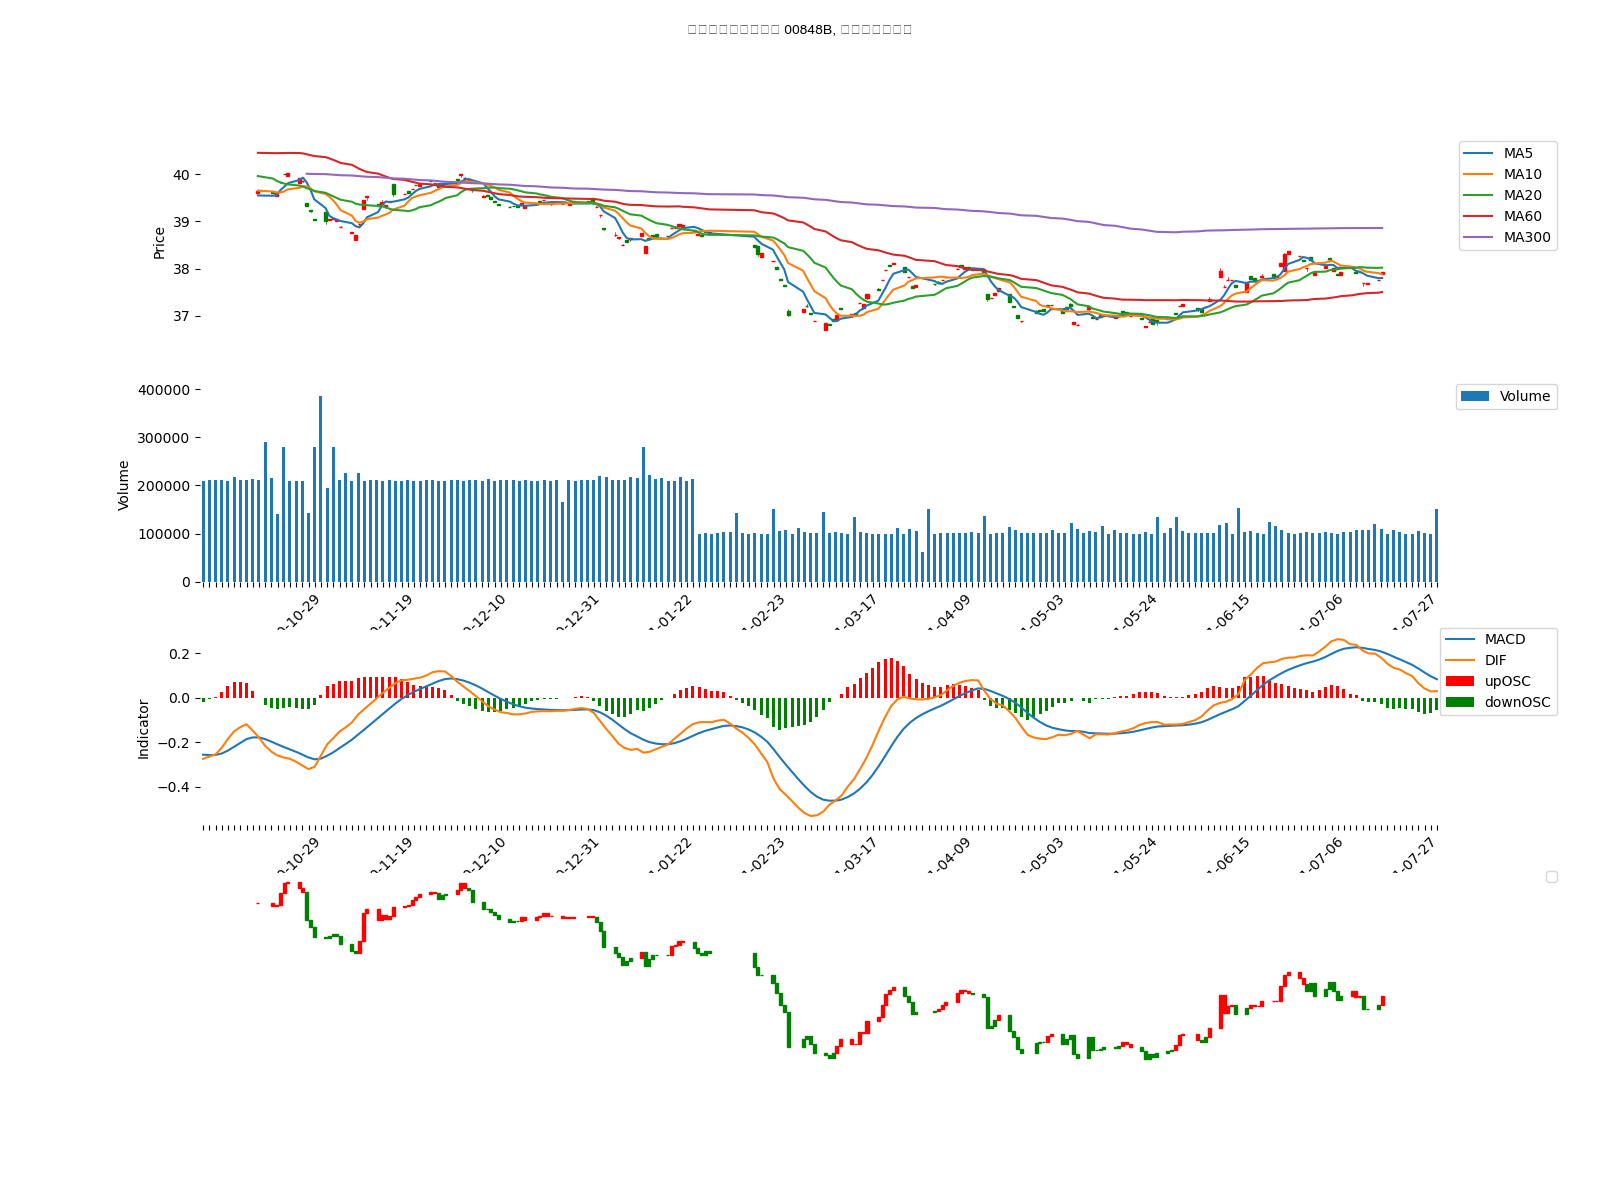 00848B,
MA5
MA10
MA20
MA60
MA300
Price
40
39
38
37
Volume
Volume
400000
300000
200000
100000
0
-10-29
-11-19
-12-10
-12-31
-01-22
-02-23
-03-17
-04-09
-05-03
-05-24
-06-15
-07-06
-07-27
MACD
DIF
upOSC
downOSC
Indicator
0.2
0.0
−0.2
−0.4
-10-29
-11-19
-12-10
-12-31
-01-22
-02-23
-03-17
-04-09
-05-03
-05-24
-06-15
-07-06
-07-27